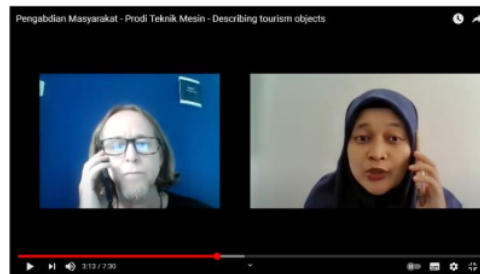 Pengabdian Masyarakat - Prodi Teknik Mesin - Describing tourism objects
3:13 / 7:30